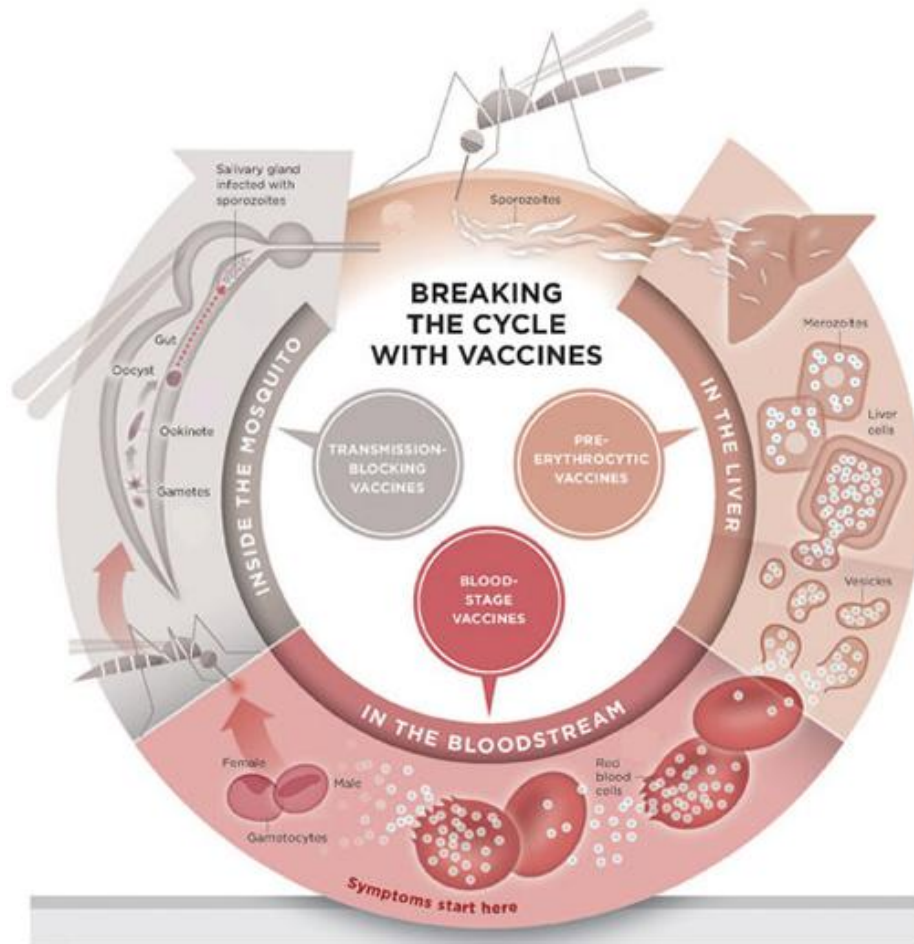 Salivary gland
infected with
sporozoites
Sporozoites
BREAKING
THE CYCLE
WITH VACCINES
Gut
Oocyst
Ookinete
Gametes
INSIDE THE MOSQUITO
TRANSMISSION-
BLOCKING
VACCINES
PRE-
ERYTHROCYTIC
VACCINES
IN THE LIVER
Merozoites
Liver
cells
BLOOD-
STAGE
VACCINES
Vesicles
IN THE BLOODSTREAM
Female
Male
Gametocytes
Red
blood
cells
Symptoms start here